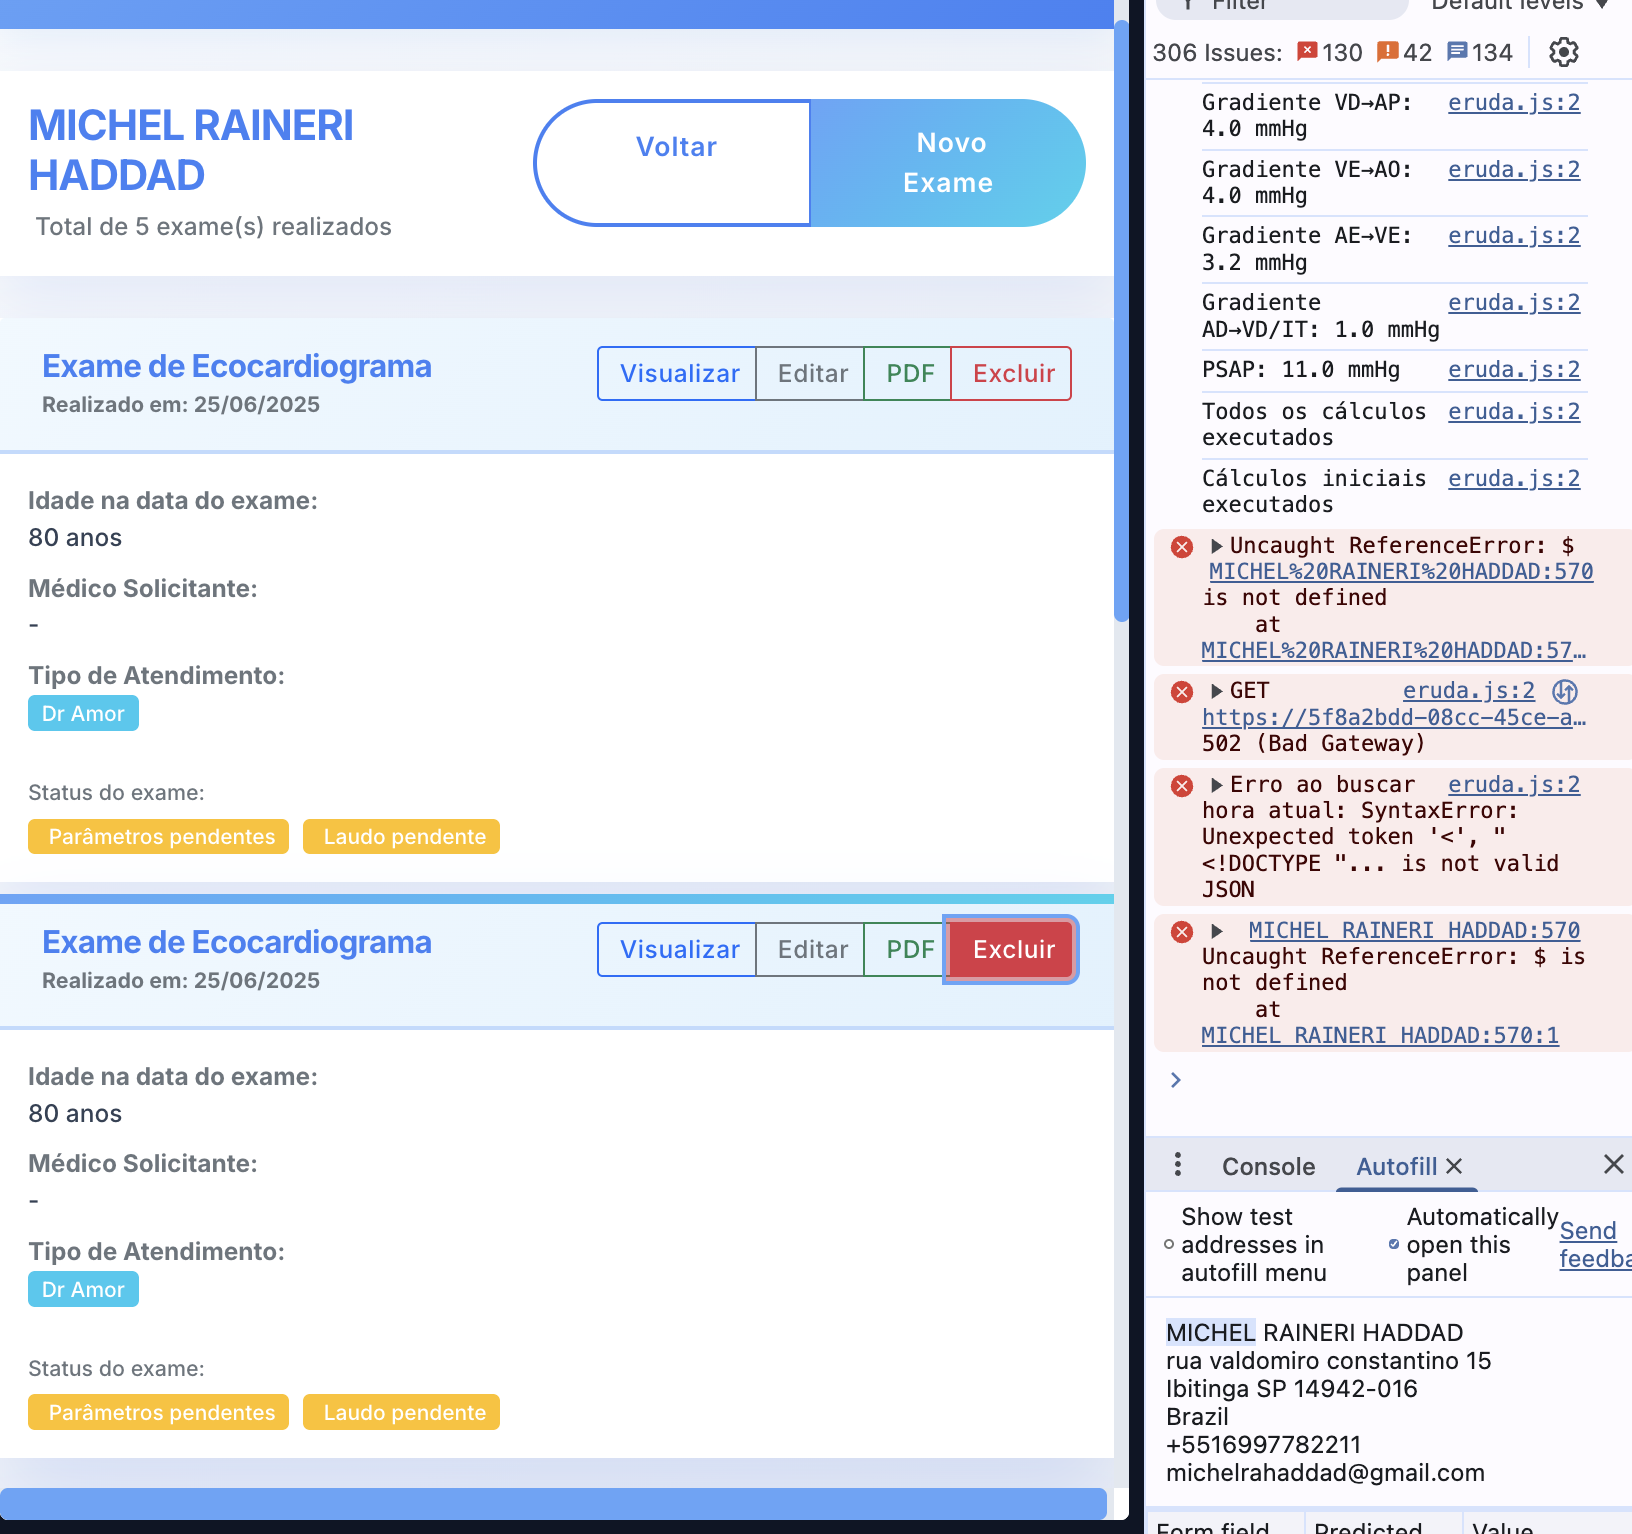 MICHEL RAINERI
HADDAD
Total de 5 exame(s) realizados
Voltar
Novo
Exame
Exame de Ecocardiograma
Realizado em: 25/06/2025
Visualizar
Editar
PDF
Excluir
Idade na data do exame:
80 anos
Médico Solicitante:
-
Tipo de Atendimento:
Dr Amor
Status do exame:
Parâmetros pendentes
Laudo pendente
Exame de Ecocardiograma
Realizado em: 25/06/2025
Visualizar
Editar
PDF
Excluir
Idade na data do exame:
80 anos
Médico Solicitante:
-
Tipo de Atendimento:
Dr Amor
Status do exame:
Parâmetros pendentes
Laudo pendente
Filter
Default levels ▼
306 Issues: 130 42 134
Gradiente VD→AP: eruda.js:2
4.0 mmHg
Gradiente VE→AO: eruda.js:2
4.0 mmHg
Gradiente AE→VE: eruda.js:2
3.2 mmHg
Gradiente eruda.js:2
AD→VD/IT: 1.0 mmHg
PSAP: 11.0 mmHg eruda.js:2
Todos os cálculos eruda.js:2
executados
Cálculos iniciais eruda.js:2
executados
Uncaught ReferenceError: $
MICHEL%20RAINERI%20HADDAD:570
is not defined
at
MICHEL%20RAINERI%20HADDAD:57…
GET eruda.js:2
https://5f8a2bdd-08cc-45ce-a…
502 (Bad Gateway)
Erro ao buscar eruda.js:2
hora atual: SyntaxError:
Unexpected token '<', "
<!DOCTYPE "... is not valid
JSON
MICHEL RAINERI HADDAD:570
Uncaught ReferenceError: $ is
not defined
at
MICHEL RAINERI HADDAD:570:1
Console
Autofill
Show test
addresses in
autofill menu
Automatically
open this
panel
Send
feedba
MICHEL RAINERI HADDAD
rua valdomiro constantino 15
Ibitinga SP 14942-016
Brazil
+5516997782211
michelrahaddad@gmail.com
Form field
Predicted
Value